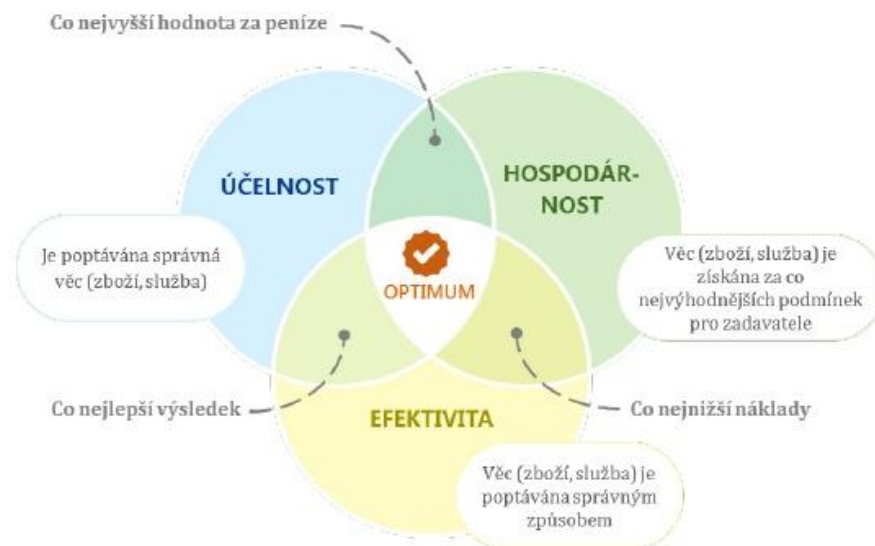 Co nejvyšší hodnota za peníze
ÚČELNOST
HOSPODÁR-
NOST
Je poptávána správná
věc (zboží, služba)
OPTIMUM
Věc (zboží, služba) je
získána za co
nejvýhodnějších podmínek
pro zadavatele
Co nejlepší výsledek
Co nejnižší náklady
EFEKTIVITA
Věc (zboží, služba) je
poptávána správným
způsobem